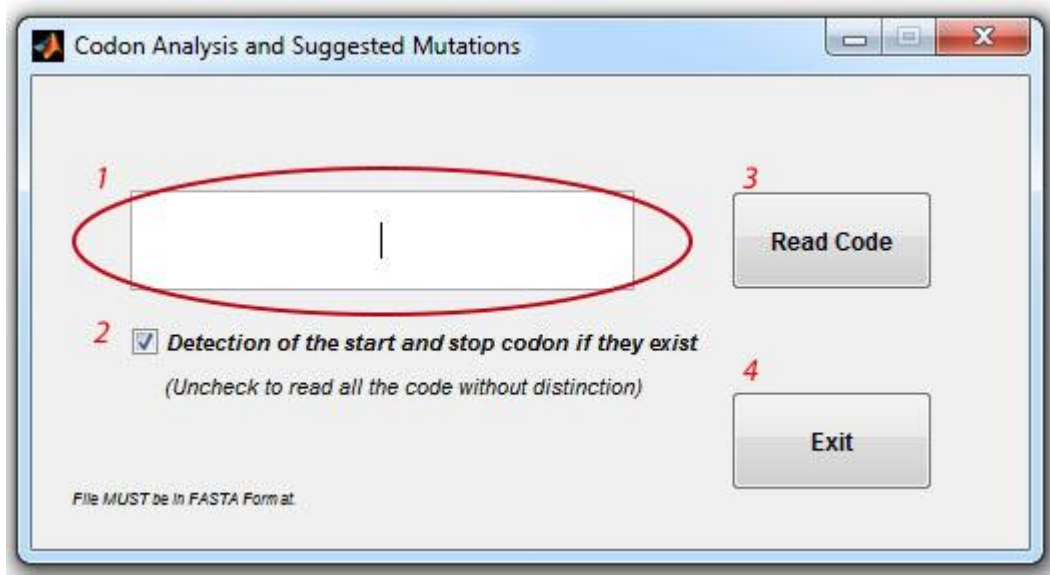 Codon Analysis and Suggested Mutations
1
3
Read Code
2
Detection of the start and stop codon if they exist
(Uncheck to read all the code without distinction)
4
Exit
File MUST be in FASTA Format.